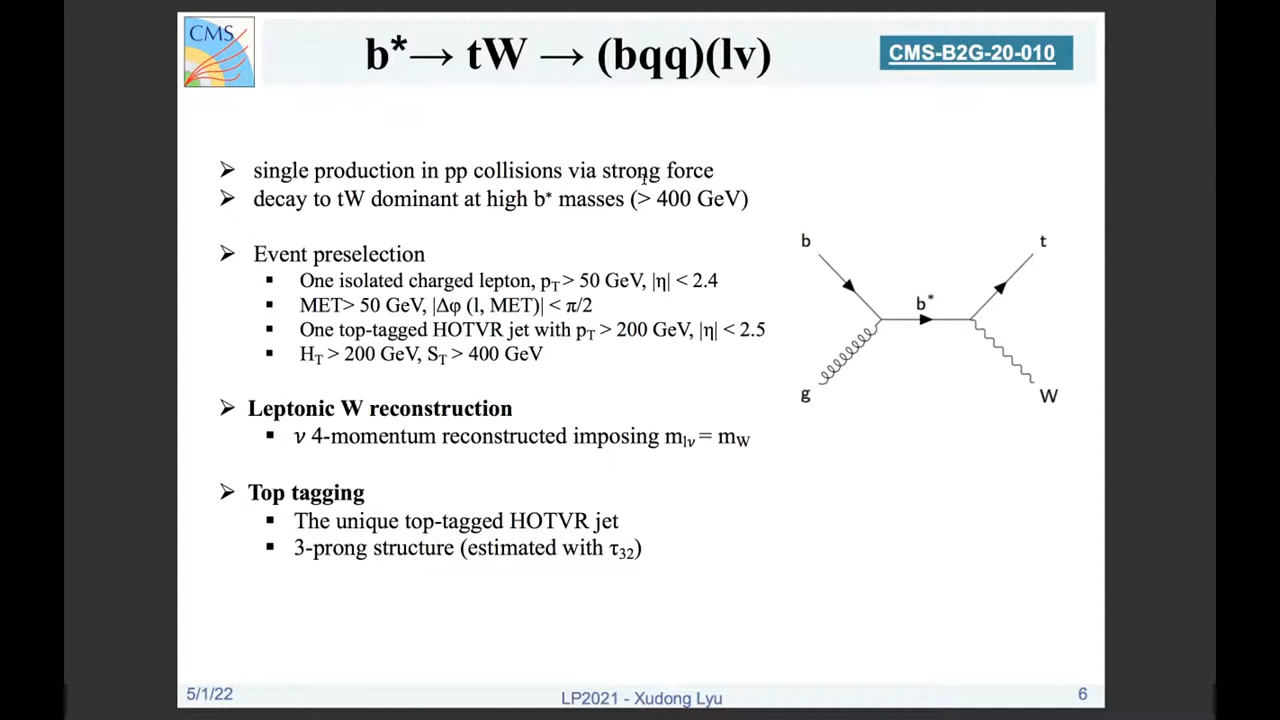 CMS
b*→ tW → (bqq)(lv)
CMS-B2G-20-010
➢ single production in pp collisions via strong force
➢ decay to tW dominant at high b* masses (> 400 GeV)
➢ Event preselection
▪ One isolated charged lepton, pT > 50 GeV, |η| < 2.4
▪ MET> 50 GeV, |Δφ (l, MET)| < π/2
▪ One top-tagged HOTVR jet with pT > 200 GeV, |η| < 2.5
▪ HT > 200 GeV, ST > 400 GeV
➢ Leptonic W reconstruction
▪ ν 4-momentum reconstructed imposing mlν = mW
➢ Top tagging
▪ The unique top-tagged HOTVR jet
▪ 3-prong structure (estimated with τ32)
b
t
b*
g
W
5/1/22
LP2021 - Xudong Lyu
6